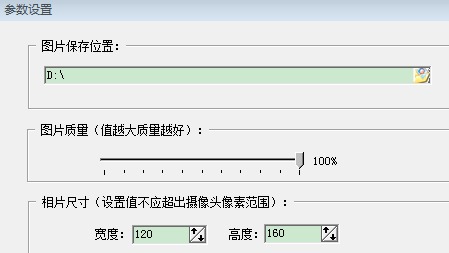 参数设置
图片保存位置：
D:\
图片质量（值越大质量越好）：
100%
相片尺寸（设置值不应超出摄像头像素范围）：
宽度：120 高度：160